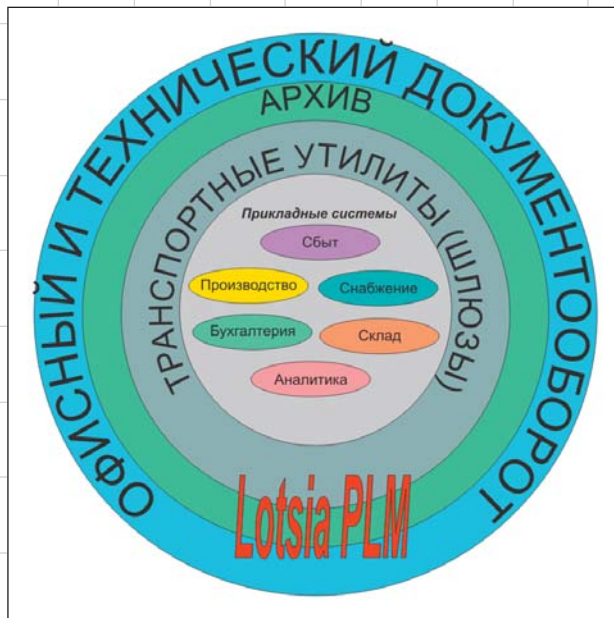 ОФИСНЫЙ И ТЕХНИЧЕСКИЙ ДОКУМЕНТООБОРОТ
АРХИВ
ТРАНСПОРТНЫЕ УТИЛИТЫ (ШЛЮЗЫ)
Прикладные системы
Сбыт
Производство
Снабжение
Бухгалтерия
Склад
Аналитика
Lotsia PLM